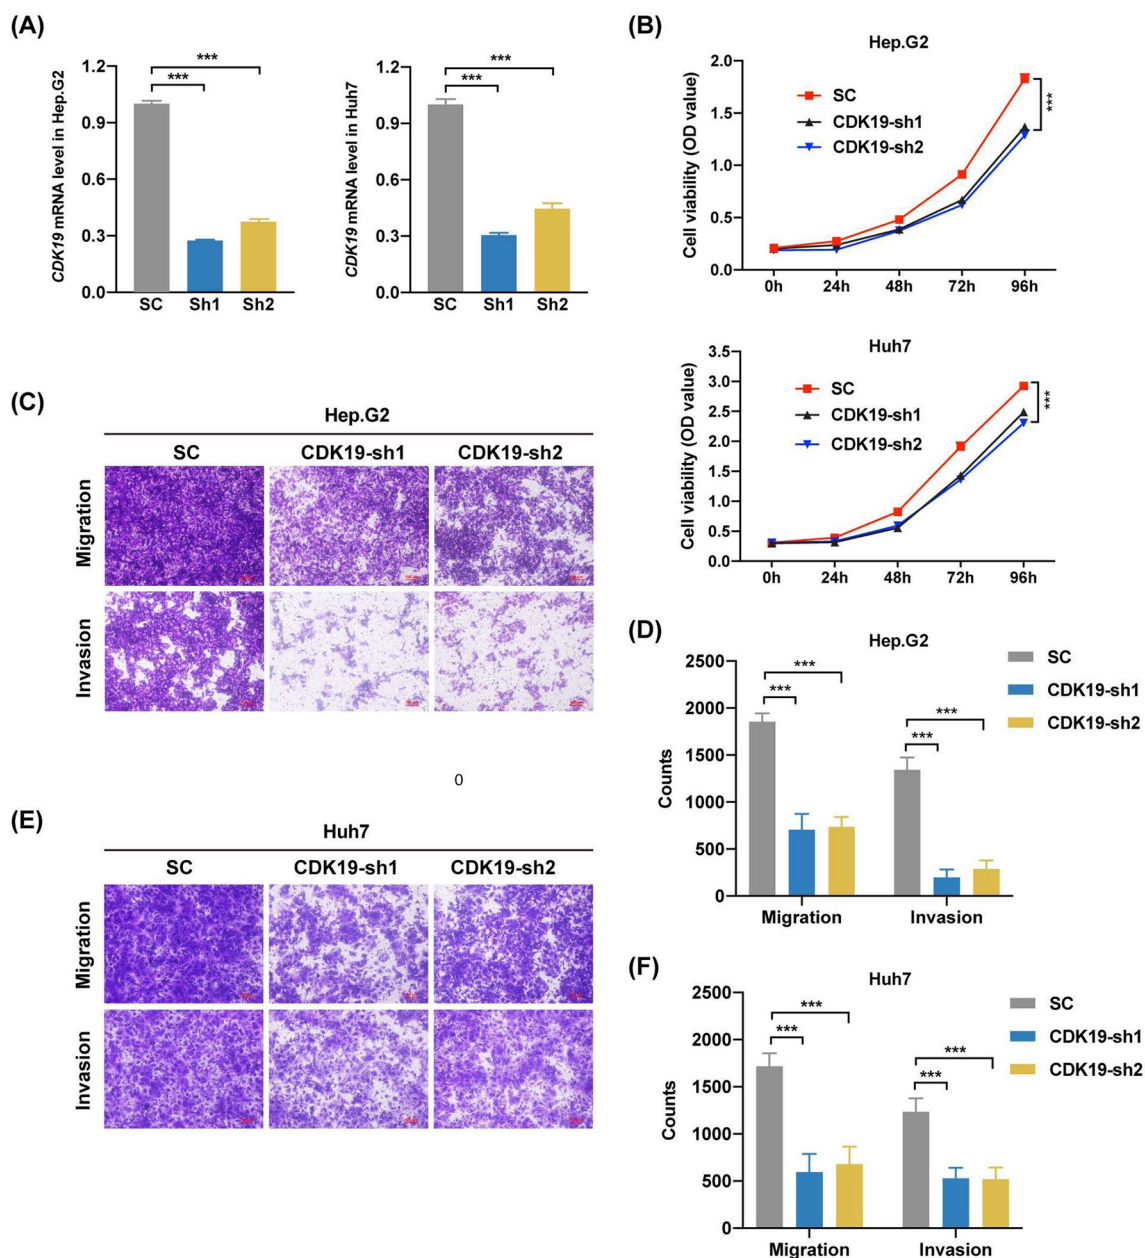 (A)
CDK19 mRNA level in Hep.G2
1.2
0.9
0.6
0.3
0.0
***
***
SC Sh1 Sh2
CDK19 mRNA level in Huh7
1.2
0.9
0.6
0.3
0.0
***
***
SC Sh1 Sh2
(B)
Hep.G2
Cell viability (OD value)
2.0
1.5
1.0
0.5
0.0
SC
CDK19-sh1
CDK19-sh2
***
0h 24h 48h 72h 96h
Huh7
Cell viability (OD value)
3.5
3.0
2.5
2.0
1.5
1.0
0.5
0.0
SC
CDK19-sh1
CDK19-sh2
***
0h 24h 48h 72h 96h
(C)
Hep.G2
SC CDK19-sh1 CDK19-sh2
Migration
Invasion
(D)
Hep.G2
Counts
2500
2000
1500
1000
500
0
***
***
***
***
SC
CDK19-sh1
CDK19-sh2
Migration Invasion
0
(E)
Huh7
SC CDK19-sh1 CDK19-sh2
Migration
Invasion
(F)
Huh7
Counts
2500
2000
1500
1000
500
0
***
***
***
***
SC
CDK19-sh1
CDK19-sh2
Migration Invasion